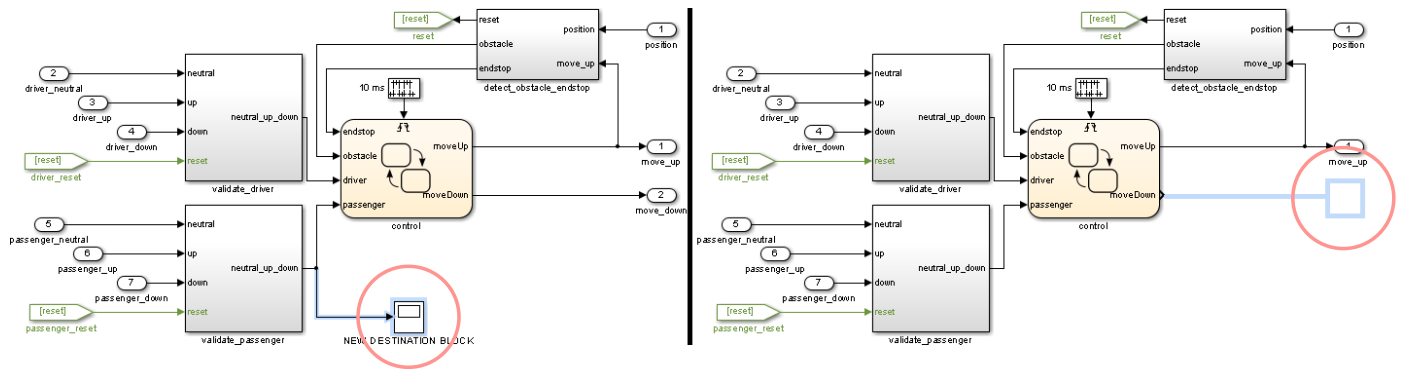 [reset]
reset
reset
obstacle
endstop
position
move_up
1
position
detect_obstacle_endstop
10 ms
2
driver_neutral
3
driver_up
4
driver_down
[reset]
driver_reset
neutral
up
down
reset
neutral_up_down
validate_driver
endstop
obstacle
driver
passenger
moveUp
moveDown
control
1
move_up
2
move_down
5
passenger_neutral
6
passenger_up
7
passenger_down
[reset]
passenger_reset
neutral
up
down
reset
neutral_up_down
validate_passenger
NEW DESTINATION BLOCK
[reset]
reset
reset
obstacle
endstop
position
move_up
1
position
detect_obstacle_endstop
10 ms
2
driver_neutral
3
driver_up
4
driver_down
[reset]
driver_reset
neutral
up
down
reset
neutral_up_down
validate_driver
endstop
obstacle
driver
passenger
moveUp
moveDown
control
1
move_up
5
passenger_neutral
6
passenger_up
7
passenger_down
[reset]
passenger_reset
neutral
up
down
reset
neutral_up_down
validate_passenger